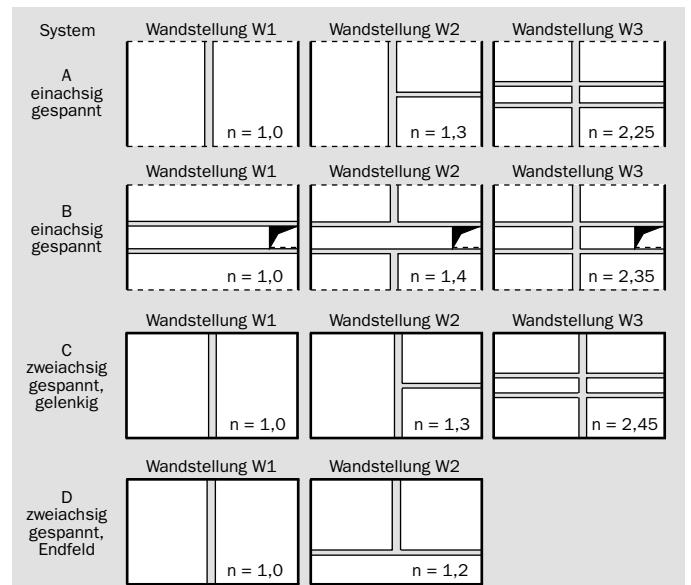 System
Wandstellung W1
Wandstellung W2
Wandstellung W3
A
einachsig
gespannt
n = 1,0
n = 1,3
n = 2,25
Wandstellung W1
Wandstellung W2
Wandstellung W3
B
einachsig
gespannt
n = 1,0
n = 1,4
n = 2,35
Wandstellung W1
Wandstellung W2
Wandstellung W3
C
zweiachsig
gespannt,
gelenkig
n = 1,0
n = 1,3
n = 2,45
Wandstellung W1
Wandstellung W2
D
zweiachsig
gespannt,
Endfeld
n = 1,0
n = 1,2